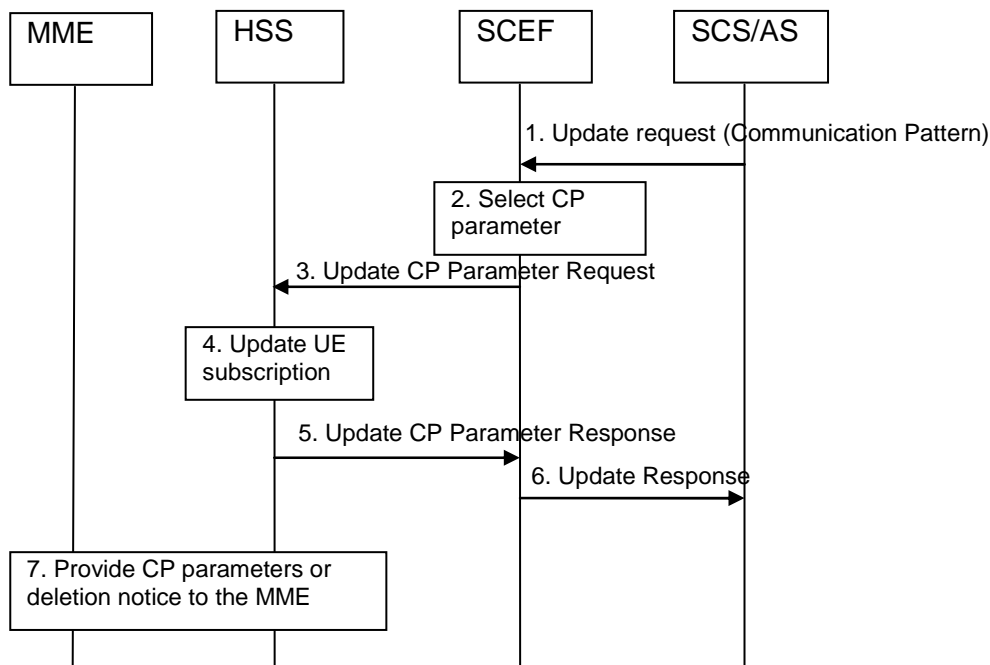 MME
HSS
SCEF
SCS/AS
1. Update request (Communication Pattern)
2. Select CP
parameter
3. Update CP Parameter Request
4. Update UE
subscription
5. Update CP Parameter Response
6. Update Response
7. Provide CP parameters or
deletion notice to the MME